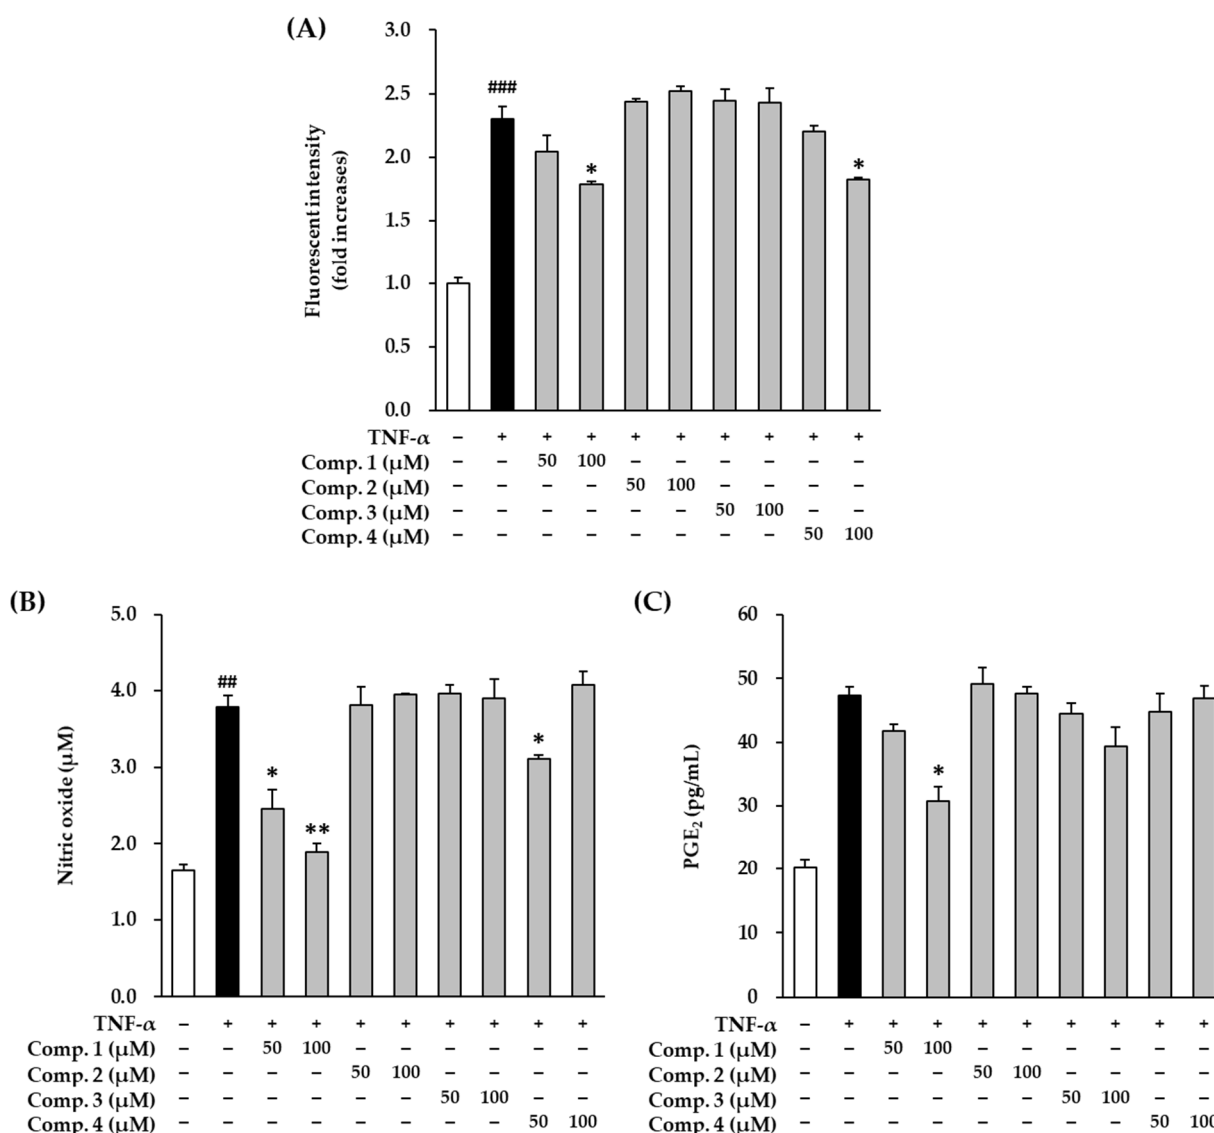 (A)
Fluorescent intensity
(fold increases)
3.0
2.5
2.0
1.5
1.0
0.5
0.0
###
*
*
TNF-α – + + + + + + + + +
Comp. 1 (μM) – – 50 100 – – – – – –
Comp. 2 (μM) – – – – 50 100 – – – –
Comp. 3 (μM) – – – – – – 50 100 – –
Comp. 4 (μM) – – – – – – – – 50 100
(B)
Nitric oxide (μM)
5.0
4.0
3.0
2.0
1.0
0.0
##
*
**
*
TNF-α – + + + + + + + + +
Comp. 1 (μM) – – 50 100 – – – – – –
Comp. 2 (μM) – – – – 50 100 – – – –
Comp. 3 (μM) – – – – – – 50 100 – –
Comp. 4 (μM) – – – – – – – – 50 100
(C)
PGE₂ (pg/mL)
60
50
40
30
20
10
0
*
TNF-α – + + + + + + + + +
Comp. 1 (μM) – – 50 100 – – – – – –
Comp. 2 (μM) – – – – 50 100 – – – –
Comp. 3 (μM) – – – – – – 50 100 – –
Comp. 4 (μM) – – – – – – – – 50 100